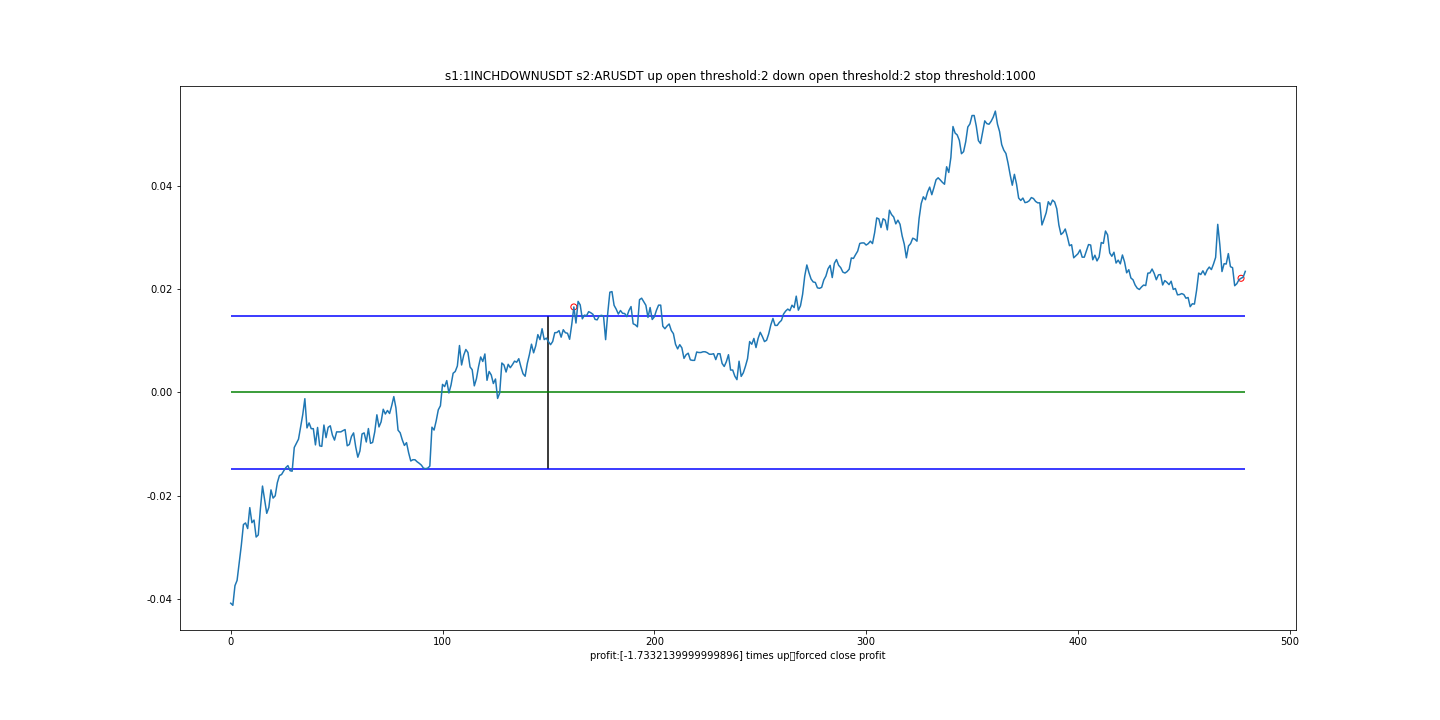 s1:1INCHDOWNUSDT s2:ARUSDT up open threshold:2 down open threshold:2 stop threshold:1000
0.04
0.02
0.00
-0.02
-0.04
0 100 200 300 400 500
profit:[-1.7332139999999896] times up▯forced close profit